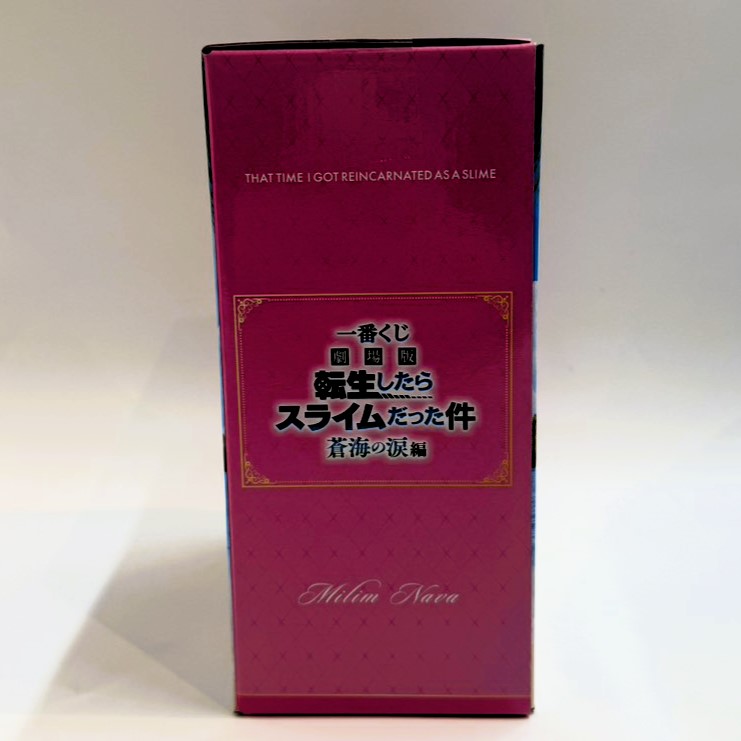 THAT TIME I GOT REINCARNATED AS A SLIME
一番くじ
劇場版
転生したら
スライムだった件
蒼海の涙編
Milim Nava